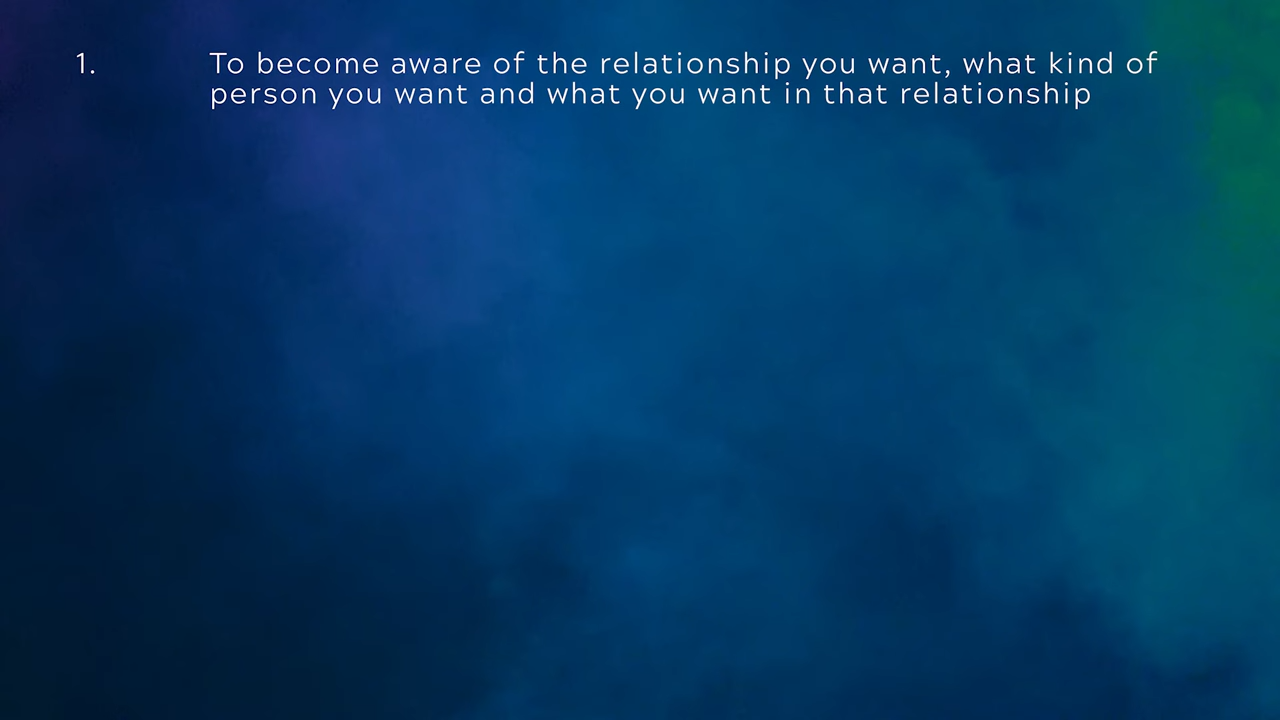 1. To become aware of the relationship you want, what kind of
person you want and what you want in that relationship